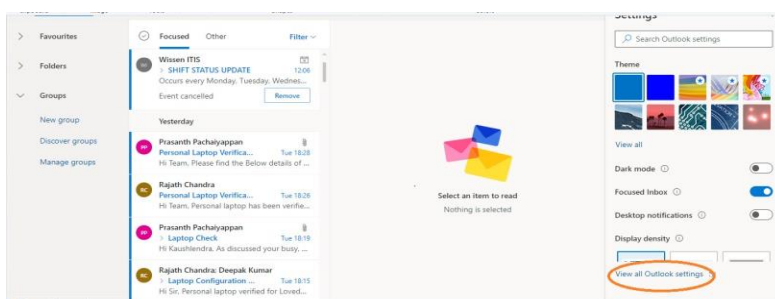 Settings
Favourites
Folders
Groups
New group
Discover groups
Manage groups
Focused Other Filter
Wissen ITIS
> SHIFT STATUS UPDATE 12:06
Occurs every Monday, Tuesday, Wednes...
Event cancelled Remove
Yesterday
PP Prasanth Pachaiyappan
Personal Laptop Verifica... Tue 18:28
Hi Team, Please find the Below details of ...
RC Rajath Chandra
Personal Laptop Verifica... Tue 18:26
Hi Team, Personal laptop has been verifie...
PP Prasanth Pachaiyappan
> Laptop Check Tue 18:19
Hi Kaushlendra, As discussed your busy, ...
RC Rajath Chandra: Deepak Kumar
> Laptop Configuration ... Tue 18:15
Hi Sir, Personal laptop verified for Loved...
Select an item to read
Nothing is selected
Search Outlook settings
Theme
View all
Dark mode
Focused Inbox
Desktop notifications
Display density
View all Outlook settings